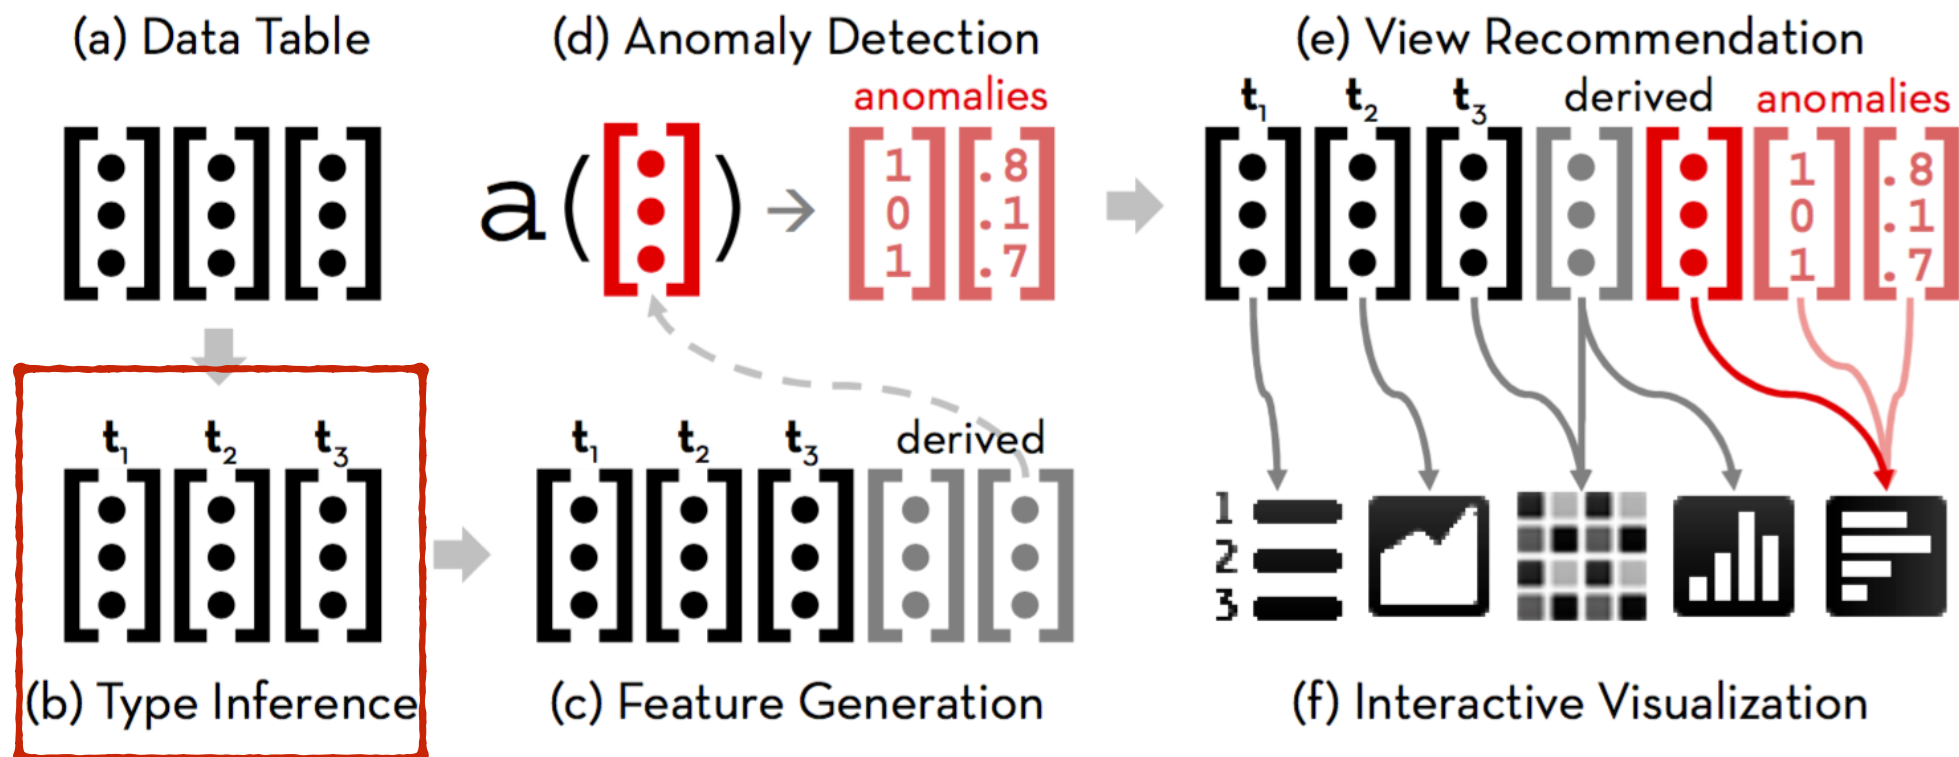 (a) Data Table
(d) Anomaly Detection
(e) View Recommendation
anomalies
t1 t2 t3 derived anomalies
a( ) →
1 .8
0 .1
1 .7
1 .8
0 .1
1 .7
t1 t2 t3
t1 t2 t3 derived
1
2
3
(b) Type Inference
(c) Feature Generation
(f) Interactive Visualization